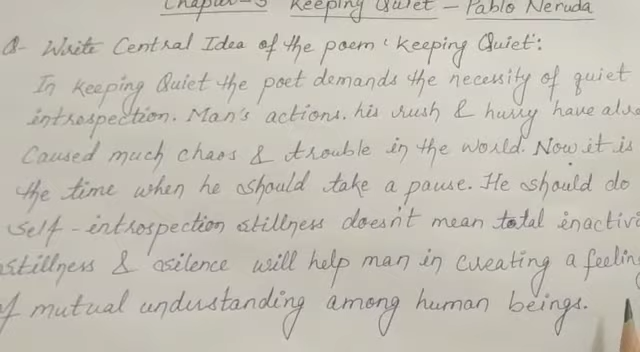 Chapter-3 Keeping Quiet - Pablo Neruda
Q- Write Central Idea of the poem 'Keeping Quiet':
In Keeping Quiet the poet demands the necessity of quiet
introspection. Man's actions, his rush & hurry have
Caused much chaos & trouble in the world. Now it is
the time when he should take a pause. He should do
self-introspection stillness doesn't mean total
stillness & silence will help man in creating a feeling
of mutual understanding among human beings.